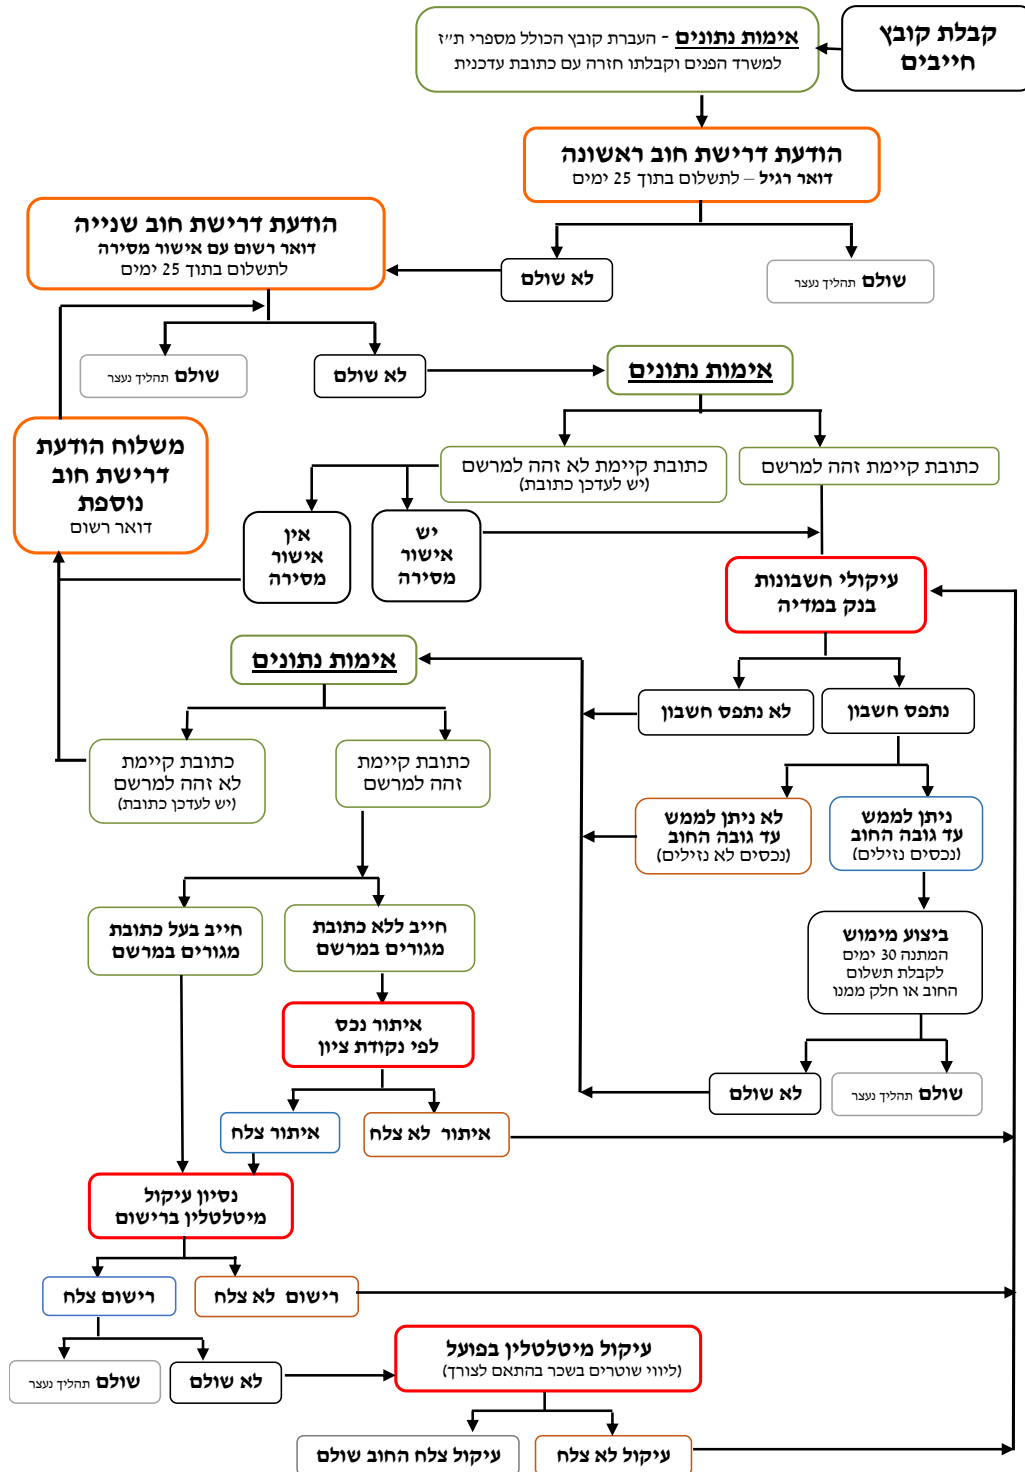 קבלת קובץ
חייבים
אימות נתונים - העברת קובץ הכולל מספרי ת״ז
למשרד הפנים וקבלתו חזרה עם כתובת עדכנית
הודעת דרישת חוב ראשונה
דואר רגיל – לתשלום בתוך 25 ימים
שולם תהליך נעצר
לא שולם
הודעת דרישת חוב שנייה
דואר רשום עם אישור מסירה
לתשלום בתוך 25 ימים
לא שולם
שולם תהליך נעצר
אימות נתונים
כתובת קיימת זהה למרשם
כתובת קיימת לא זהה למרשם
(יש לעדכן כתובת)
משלוח הודעת
דרישת חוב
נוספת
דואר רשום
יש
אישור
מסירה
אין
אישור
מסירה
עיקולי חשבונות
בנק במדיה
אימות נתונים
נתפס חשבון
לא נתפס חשבון
כתובת קיימת
זהה למרשם
כתובת קיימת
לא זהה למרשם
(יש לעדכן כתובת)
ניתן לממש
עד גובה החוב
(נכסים נזילים)
לא ניתן לממש
עד גובה החוב
(נכסים לא נזילים)
חייב ללא כתובת
מגורים במרשם
חייב בעל כתובת
מגורים במרשם
ביצוע מימוש
המתנה 30 ימים
לקבלת תשלום
החוב או חלק ממנו
איתור נכס
לפי נקודת ציון
שולם תהליך נעצר
לא שולם
איתור לא צלח
איתור צלח
נסיון עיקול
מיטלטלין ברישום
רישום לא צלח
רישום צלח
עיקול מיטלטלין בפועל
(ליווי שוטרים בשכר בהתאם לצורך)
לא שולם
שולם תהליך נעצר
עיקול לא צלח
עיקול צלח החוב שולם